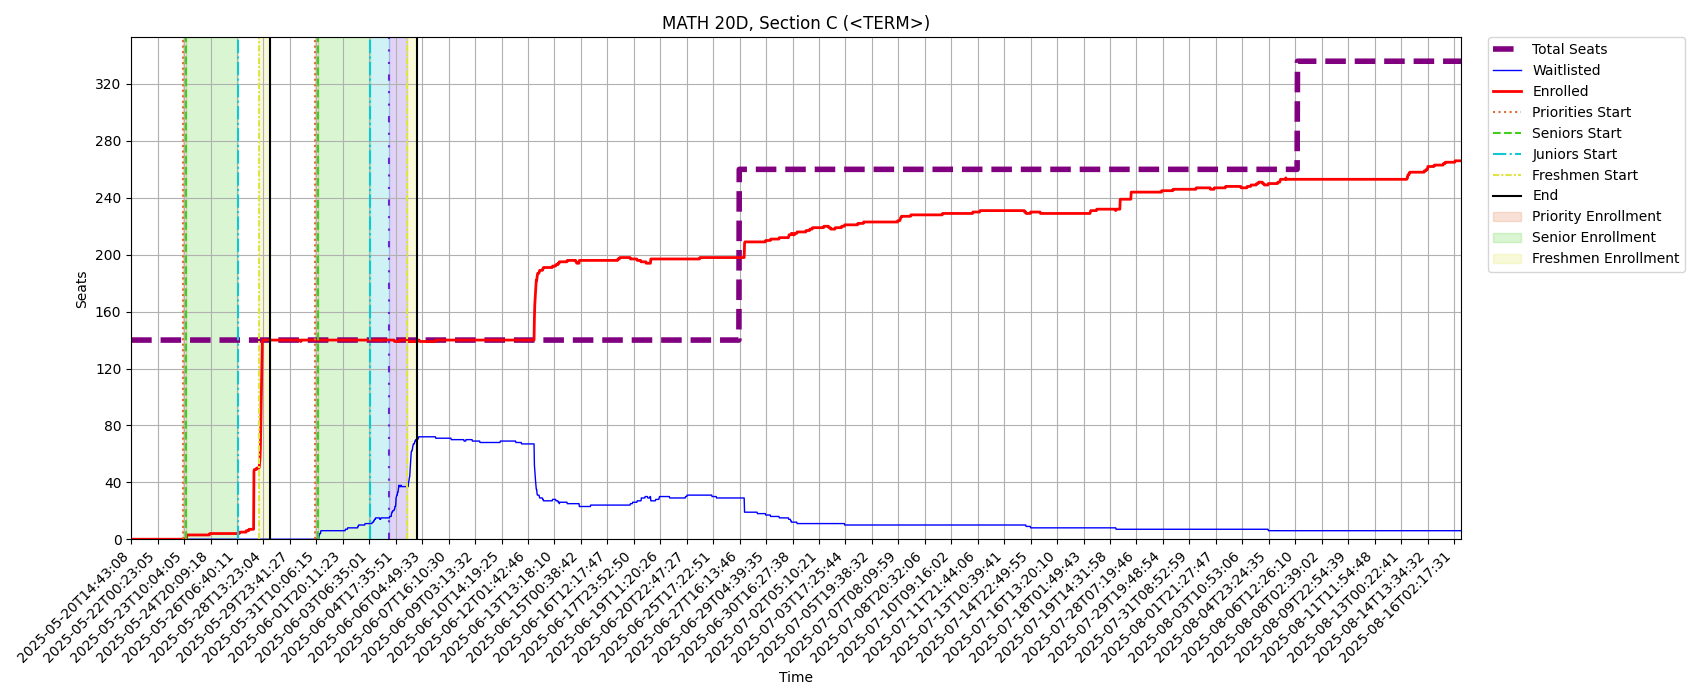 MATH 20D, Section C (<TERM>)
Seats
320
280
240
200
160
120
80
40
0
2025-05-20T14:43:08
2025-05-22T00:23:05
2025-05-23T10:04:05
2025-05-24T20:09:18
2025-05-26T06:40:11
2025-05-28T13:23:04
2025-05-29T23:41:27
2025-05-31T10:06:15
2025-06-01T20:11:23
2025-06-03T06:35:01
2025-06-04T17:35:51
2025-06-06T04:49:33
2025-06-07T16:10:30
2025-06-09T03:13:32
2025-06-10T14:19:25
2025-06-12T01:42:46
2025-06-13T13:18:10
2025-06-15T00:38:42
2025-06-16T12:17:47
2025-06-17T23:52:50
2025-06-19T11:20:26
2025-06-20T22:47:27
2025-06-25T17:22:51
2025-06-27T16:13:46
2025-06-29T04:39:35
2025-06-30T16:27:38
2025-07-02T05:10:21
2025-07-03T17:25:44
2025-07-05T19:38:32
2025-07-07T08:09:59
2025-07-08T20:32:06
2025-07-10T09:16:02
2025-07-11T21:44:06
2025-07-13T10:39:41
2025-07-14T22:49:55
2025-07-16T13:20:10
2025-07-18T01:49:43
2025-07-19T14:31:58
2025-07-28T07:19:46
2025-07-29T19:48:54
2025-07-31T08:52:59
2025-08-01T21:27:47
2025-08-03T10:53:06
2025-08-04T23:24:35
2025-08-06T12:26:10
2025-08-08T02:39:02
2025-08-09T22:54:39
2025-08-11T11:54:48
2025-08-13T00:22:41
2025-08-14T13:34:32
2025-08-16T02:17:31
Time
Total Seats
Waitlisted
Enrolled
Priorities Start
Seniors Start
Juniors Start
Freshmen Start
End
Priority Enrollment
Senior Enrollment
Freshmen Enrollment